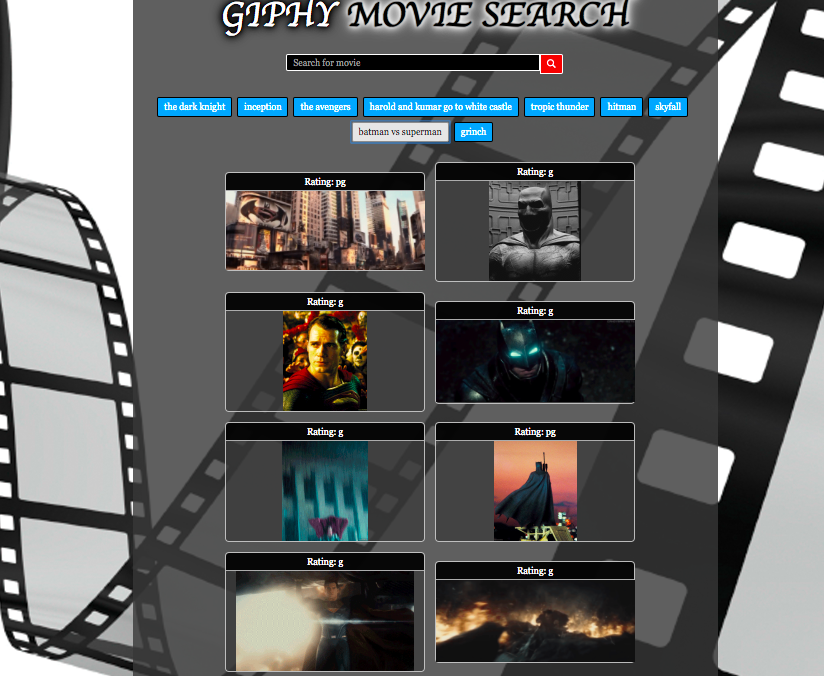 GIPHY MOVIE SEARCH
Search for movie
the dark knight inception the avengers harold and kumar go to white castle tropic thunder hitman skyfall
batman vs superman grinch
Rating: pg Rating: g
Rating: g Rating: g
Rating: g Rating: pg
Rating: g Rating: g